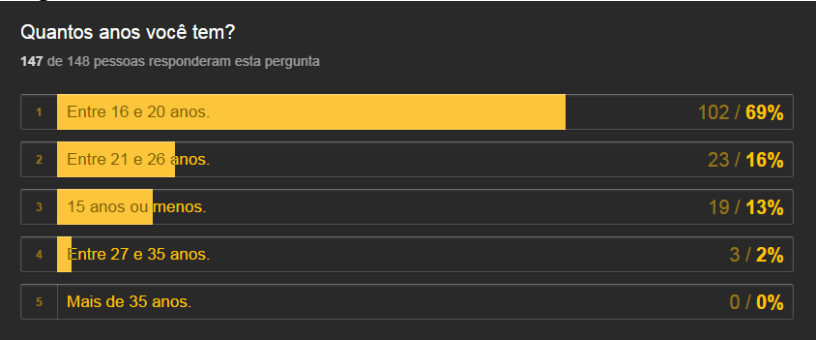 Quantos anos você tem?
147 de 148 pessoas responderam esta pergunta
1 Entre 16 e 20 anos. 102 / 69%
2 Entre 21 e 26 anos. 23 / 16%
3 15 anos ou menos. 19 / 13%
4 Entre 27 e 35 anos. 3 / 2%
5 Mais de 35 anos. 0 / 0%